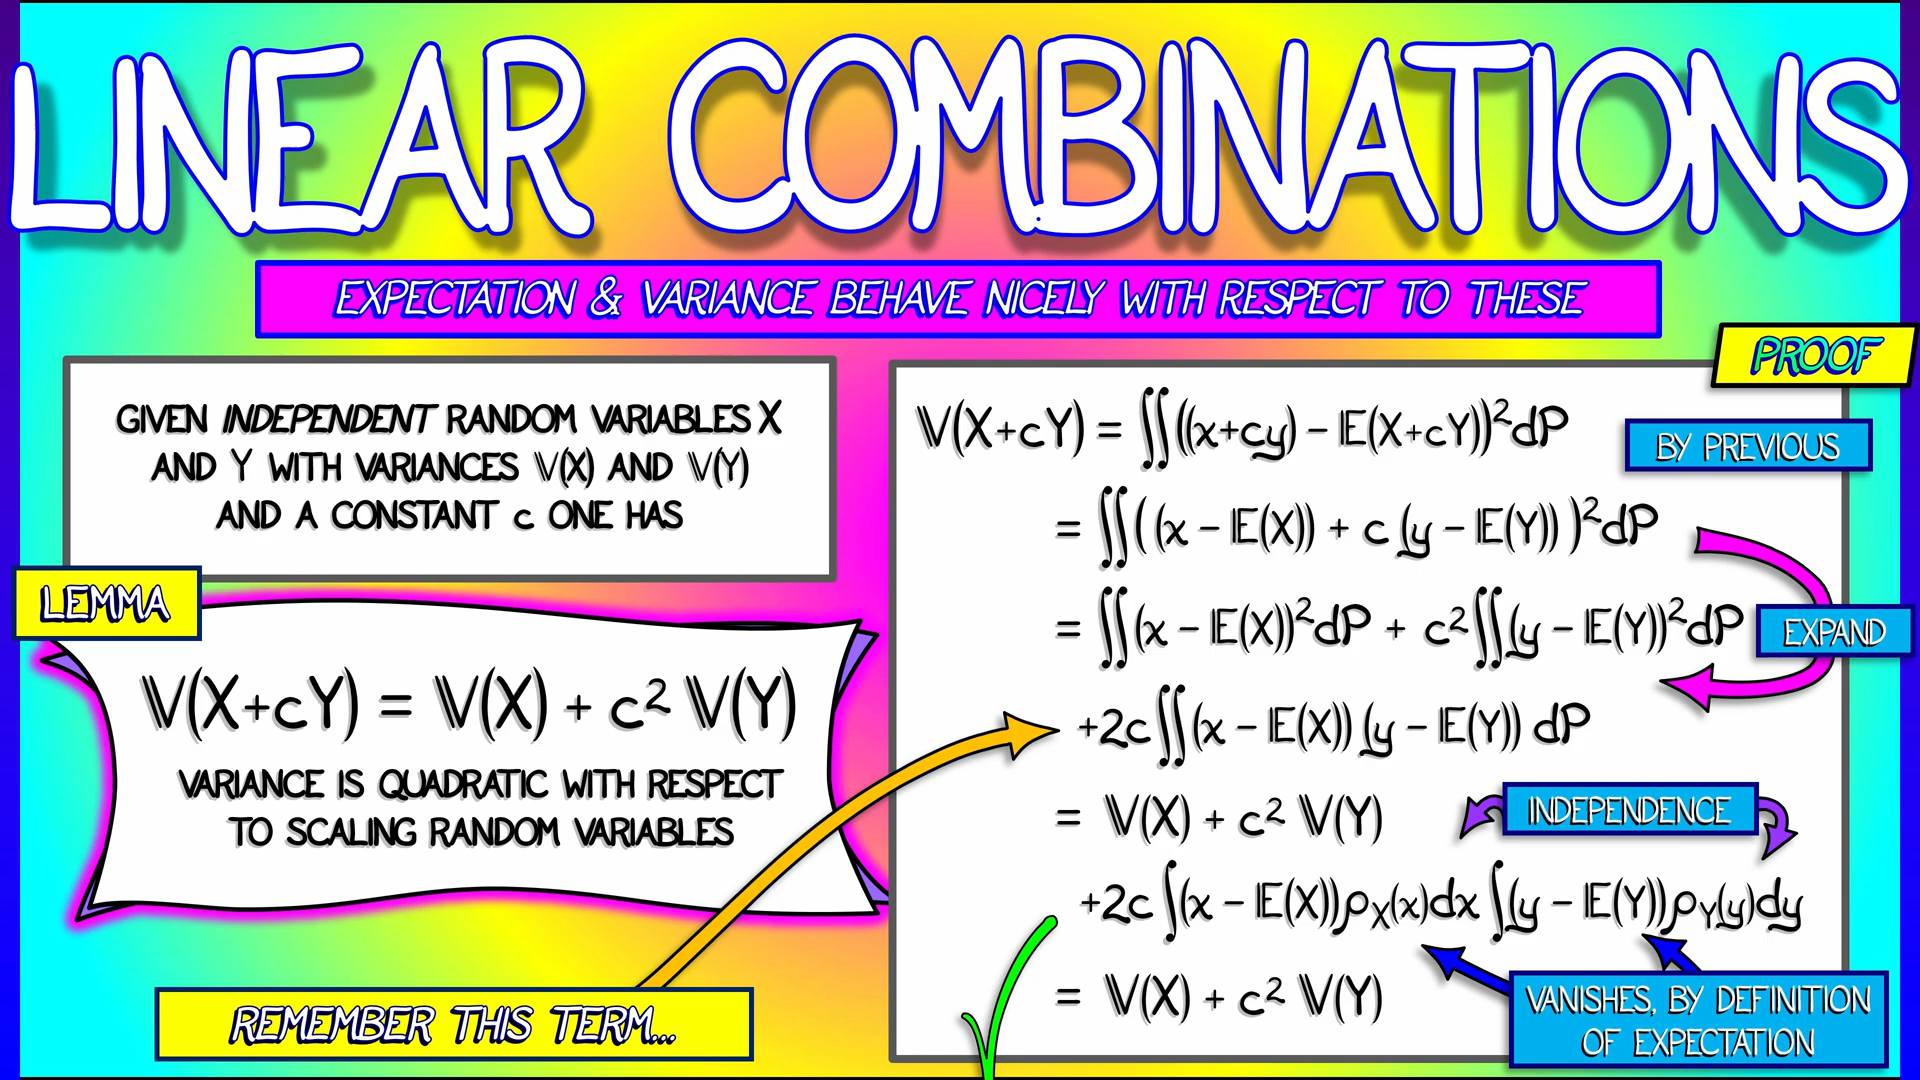 LINEAR COMBINATIONS
EXPECTATION & VARIANCE BEHAVE NICELY WITH RESPECT TO THESE
GIVEN INDEPENDENT RANDOM VARIABLES X
AND Y WITH VARIANCES 𝕍(X) AND 𝕍(Y)
AND A CONSTANT c ONE HAS
LEMMA
𝕍(X+cY) = 𝕍(X) + c² 𝕍(Y)
VARIANCE IS QUADRATIC WITH RESPECT
TO SCALING RANDOM VARIABLES
REMEMBER THIS TERM...
PROOF
𝕍(X+cY) = ∬((x+cy) − 𝔼(X+cY))²dP
BY PREVIOUS
= ∬( (x − 𝔼(X)) + c (y − 𝔼(Y)) )²dP
= ∬(x − 𝔼(X))²dP + c²∬(y − 𝔼(Y))²dP
EXPAND
+2c∬(x − 𝔼(X)) (y − 𝔼(Y)) dP
= 𝕍(X) + c² 𝕍(Y)
INDEPENDENCE
+2c∫(x − 𝔼(X))ρ_X(x)dx ∫(y − 𝔼(Y))ρ_Y(y)dy
= 𝕍(X) + c² 𝕍(Y)
VANISHES, BY DEFINITION
OF EXPECTATION